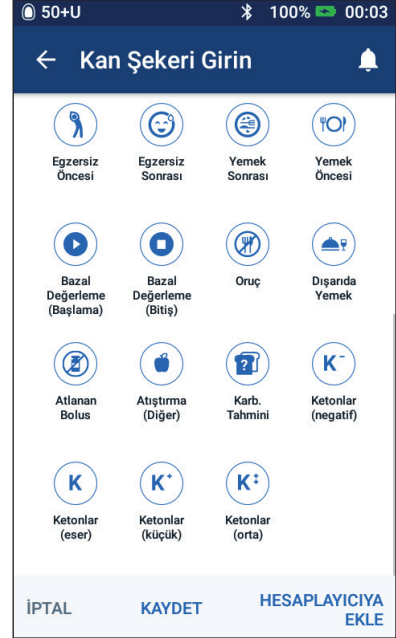 50+U 100% 00:03
Kan Şekeri Girin
Egzersiz Öncesi
Egzersiz Sonrası
Yemek Sonrası
Yemek Öncesi
Bazal Değerleme (Başlama)
Bazal Değerleme (Bitiş)
Oruç
Dışarıda Yemek
Atlanan Bolus
Atıştırma (Diğer)
?
Karb. Tahmini
K-
Ketonlar (negatif)
K
Ketonlar (eser)
K+
Ketonlar (küçük)
K‡
Ketonlar (orta)
İPTAL
KAYDET
HESAPLAYICIYA EKLE